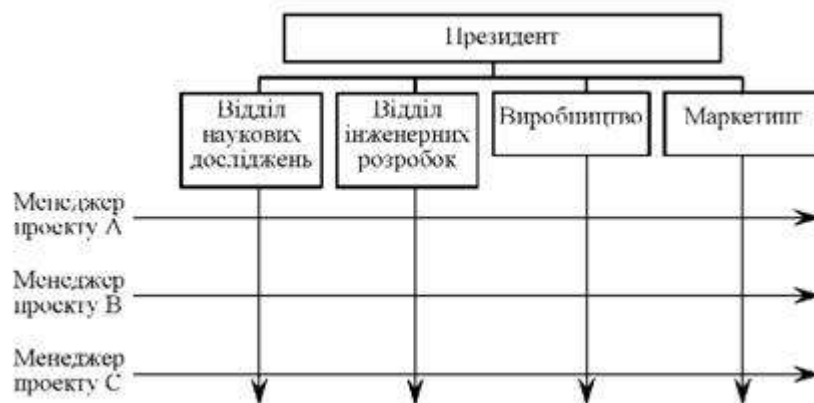 Президент
Відділ
наукових
досліджень
Відділ
інженерних
розробок
Виробництво
Маркетинг
Менеджер
проекту А
Менеджер
проекту В
Менеджер
проекту С